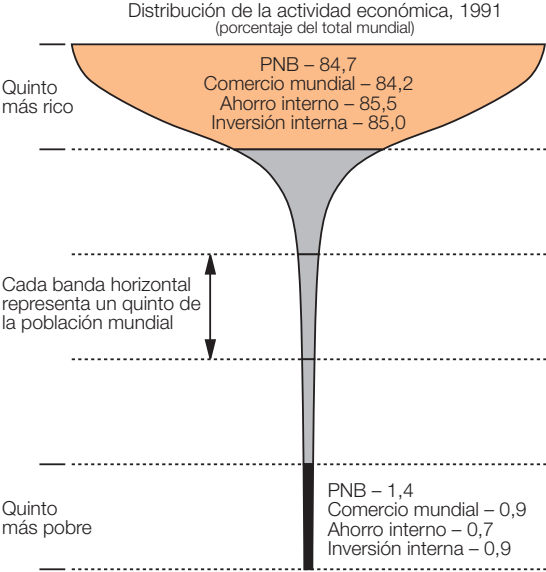 Distribución de la actividad económica, 1991
(porcentaje del total mundial)
Quinto
más rico
PNB – 84,7
Comercio mundial – 84,2
Ahorro interno – 85,5
Inversión interna – 85,0
Cada banda horizontal
representa un quinto de
la población mundial
Quinto
más pobre
PNB – 1,4
Comercio mundial – 0,9
Ahorro interno – 0,7
Inversión interna – 0,9